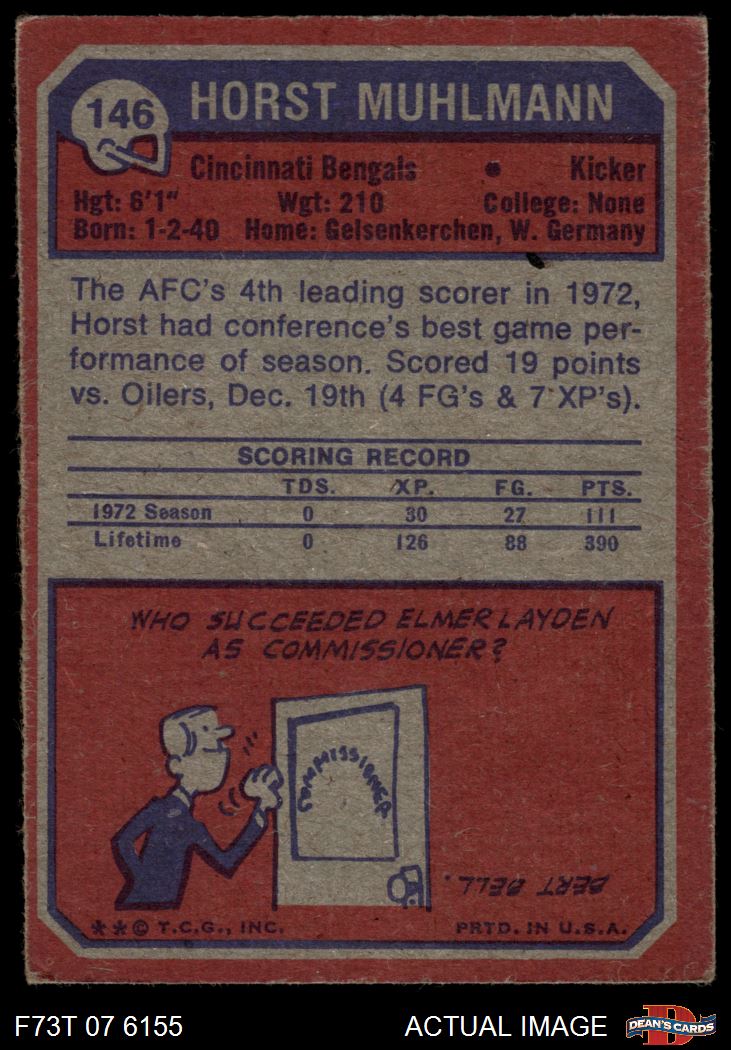 146
HORST MUHLMANN
Cincinnati Bengals • Kicker
Hgt: 6'1" Wgt: 210 College: None
Born: 1-2-40 Home: Gelsenkerchen, W. Germany
The AFC's 4th leading scorer in 1972,
Horst had conference's best game per-
formance of season. Scored 19 points
vs. Oilers, Dec. 19th (4 FG's & 7 XP's).
SCORING RECORD
TDS. XP. FG. PTS.
1972 Season 0 30 27 111
Lifetime 0 126 88 390
WHO SUCCEEDED ELMER LAYDEN
AS COMMISSIONER?
COMMISSIONER
BERT BELL.
**© T.C.G., INC. PRTD. IN U.S.A.
F73T 07 6155 ACTUAL IMAGE DEAN'S CARDS